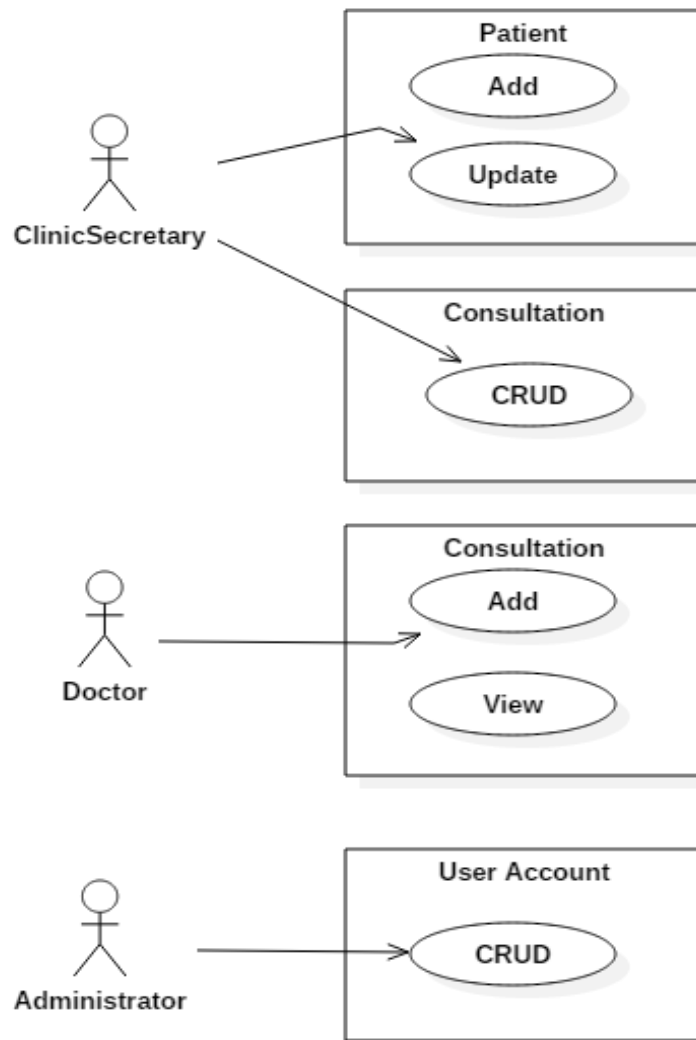 Patient
Add
Update
ClinicSecretary
Consultation
CRUD
Consultation
Add
Doctor
View
User Account
CRUD
Administrator